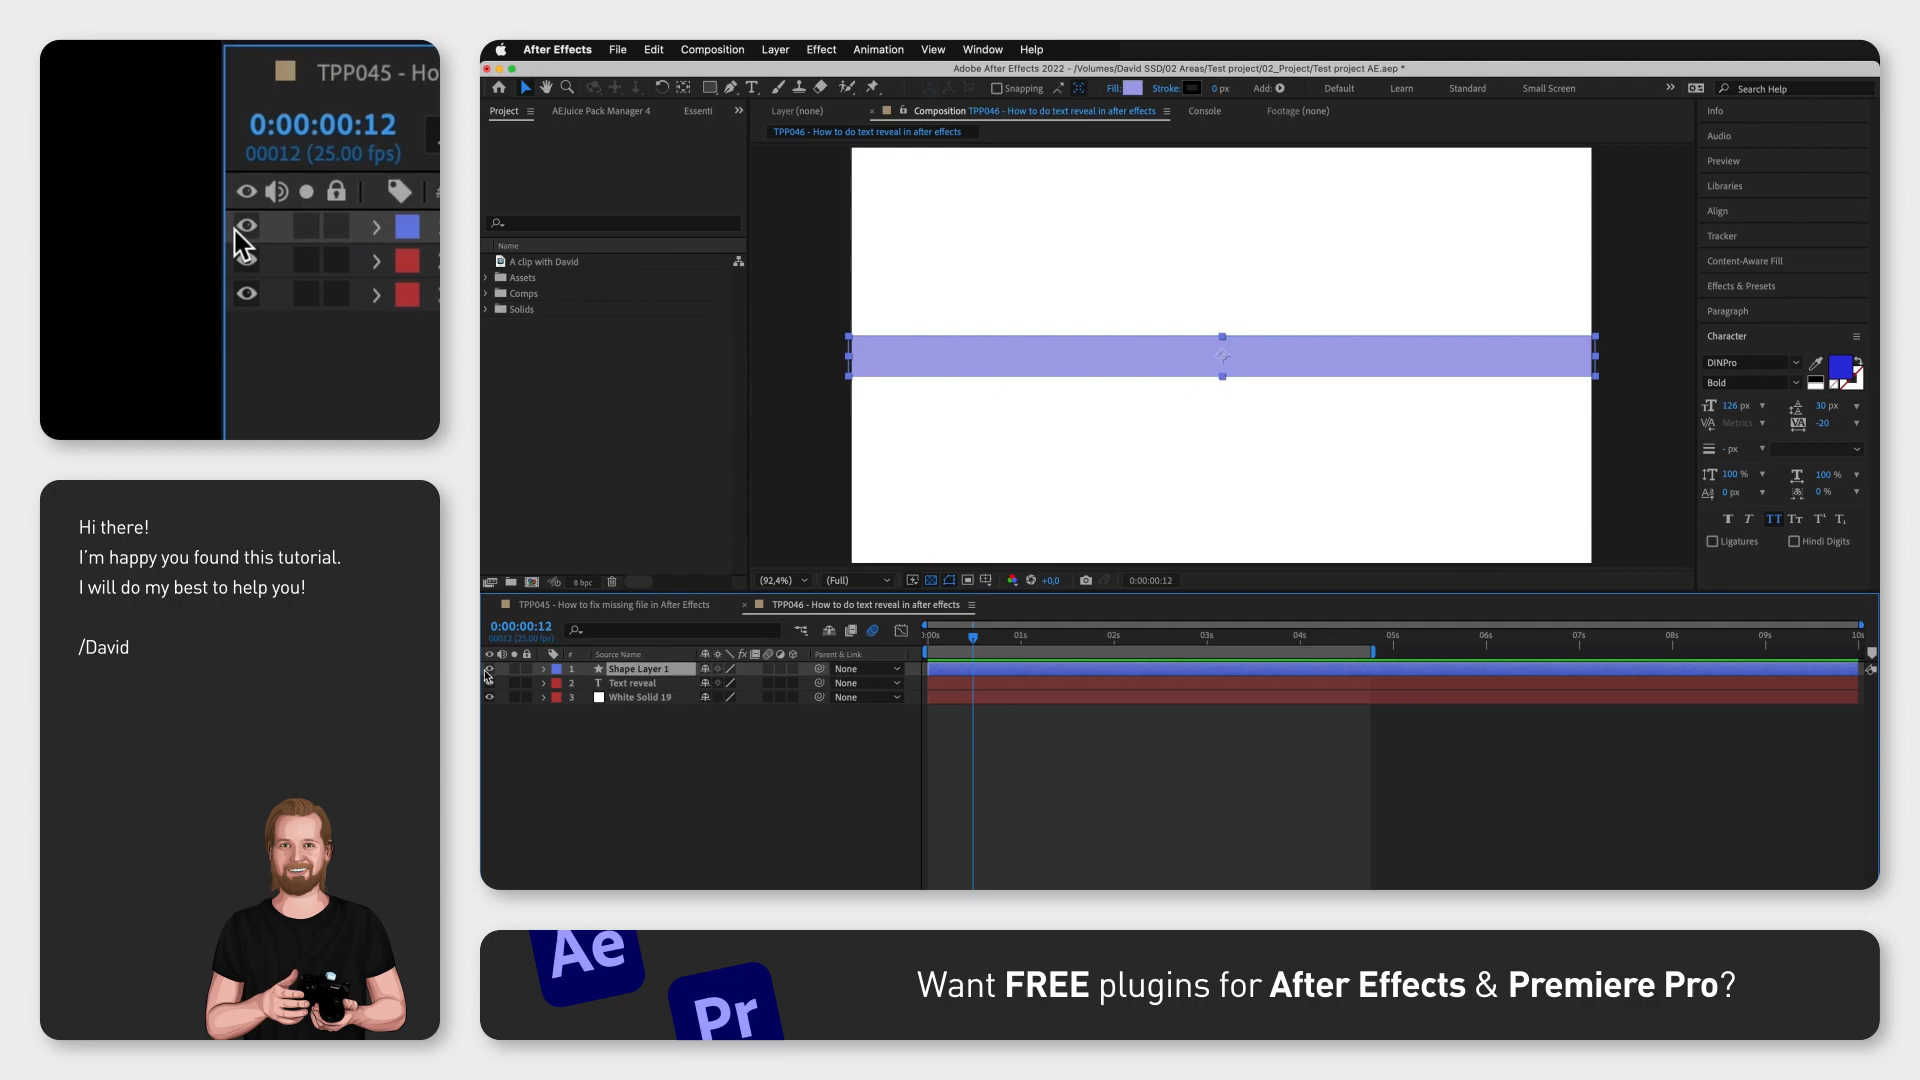 TPP045 - Ho
0:00:00:12
00012 (25.00 fps)
Hi there!
I'm happy you found this tutorial.
I will do my best to help you!
/David
After Effects File Edit Composition Layer Effect Animation View Window Help
Adobe After Effects 2022 - /Volumes/David SSD/02 Areas/Test project/02_Project/Test project AE.aep *
Snapping Fill: Stroke: 0 px Add: Default Learn Standard Small Screen Search Help
Project AEJuice Pack Manager 4 Essenti
Layer (none) Composition TPP046 - How to do text reveal in after effects Console Footage (none)
TPP046 - How to do text reveal in after effects
Name
A clip with David
Assets
Comps
Solids
8 bpc
(92,4%) (Full) +0,0 0:00:00:12
Info
Audio
Preview
Libraries
Align
Tracker
Content-Aware Fill
Effects & Presets
Paragraph
Character
DINPro
Bold
126 px 30 px
Metrics -20
- px
100 % 100 %
0 px 0 %
Ligatures Hindi Digits
TPP045 - How to fix missing file in After Effects TPP046 - How to do text reveal in after effects
0:00:00:12
00012 (25.00 fps)
# Source Name Parent & Link
1 Shape Layer 1 None
2 Text reveal None
3 White Solid 19 None
0:00s 01s 02s 03s 04s 05s 06s 07s 08s 09s 10s
Ae
Pr
Want FREE plugins for After Effects & Premiere Pro?